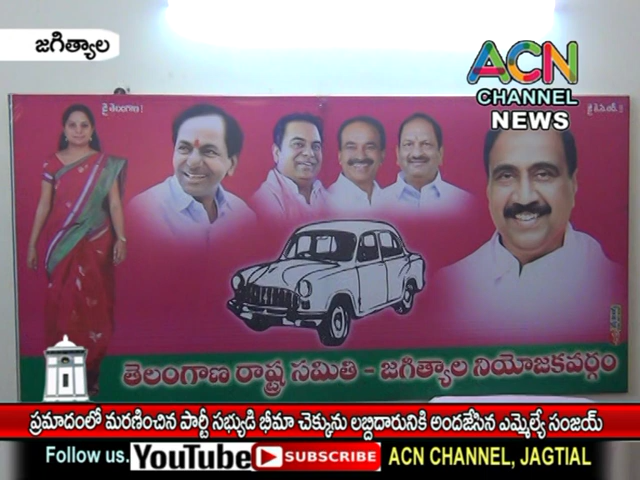 జగిత్యాల
ACN
CHANNEL
NEWS
జై తెలంగాణ !
తెలంగాణ రాష్ట్ర సమితి - జగిత్యాల నియోజకవర్గం
ప్రమాదంలో మరణించిన పార్టీ సభ్యుడి భీమా చెక్కును లబ్దిదారునికి అందజేసిన ఎమ్మెల్యే సంజయ్
Follow us. YouTube SUBSCRIBE ACN CHANNEL, JAGTIAL